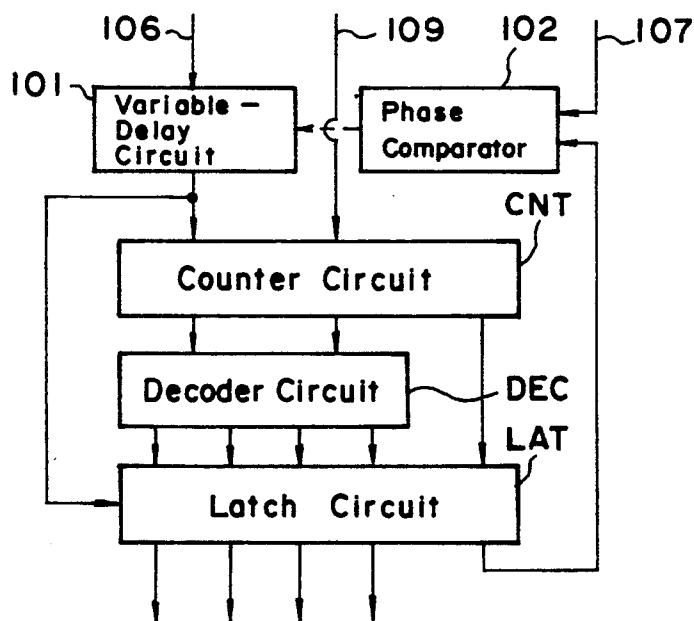 106
109
102
107
101
Variable-
Delay
Circuit
Phase
Comparator
CNT
Counter Circuit
Decoder Circuit
DEC
LAT
Latch Circuit